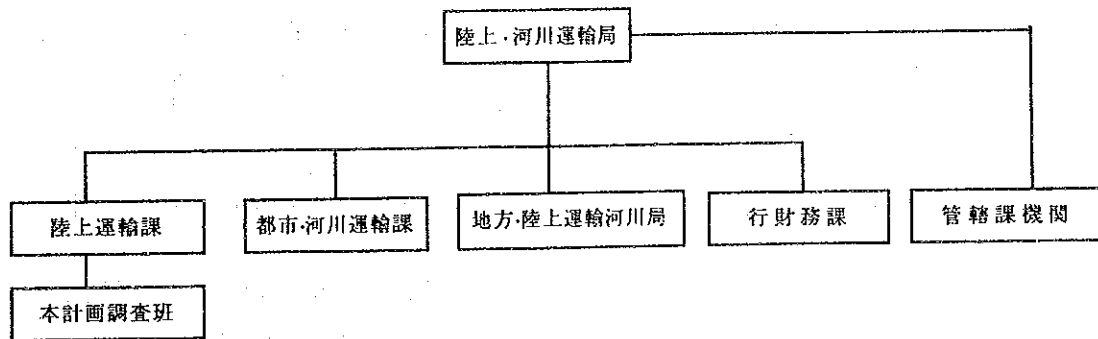 陸上・河川運輸局
陸上運輸課
都市・河川運輸課
地方・陸上運輸河川局
行財務課
管轄課機関
本計画調査班